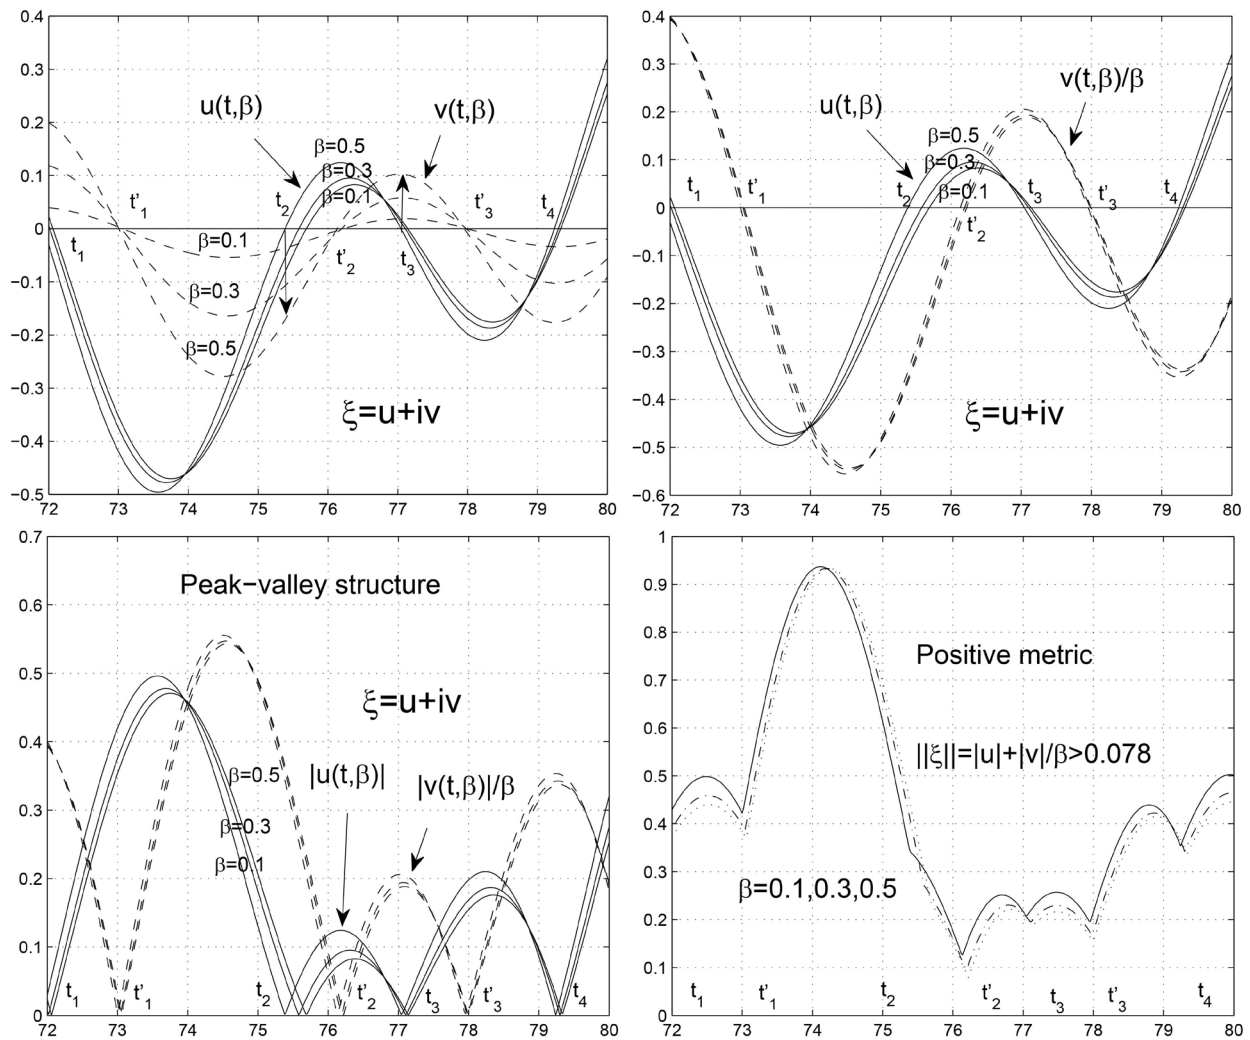 0.4
0.3
0.2
0.1
0
−0.1
−0.2
−0.3
−0.4
−0.5
72 73 74 75 76 77 78 79 80
u(t,β)
v(t,β)
β=0.5
β=0.3
β=0.1
t'₁ t₂ t'₃ t₄
t₁ β=0.1 t'₂ t₃
β=0.3
β=0.5
ξ=u+iv
0.4
0.3
0.2
0.1
0
−0.1
−0.2
−0.3
−0.4
−0.5
−0.6
72 73 74 75 76 77 78 79 80
v(t,β)/β
u(t,β)
β=0.5
β=0.3
β=0.1
t₁ t'₁ t₂ t₃ t'₃ t₄
t'₂
ξ=u+iv
0.7
0.6
0.5
0.4
0.3
0.2
0.1
0
72 73 74 75 76 77 78 79 80
Peak−valley structure
ξ=u+iv
β=0.5 |u(t,β)|
|v(t,β)|/β
β=0.3
β=0.1
t₁ t'₁ t₂ t'₂ t₃ t'₃ t₄
1
0.9
0.8
0.7
0.6
0.5
0.4
0.3
0.2
0.1
0
72 73 74 75 76 77 78 79 80
Positive metric
||ξ||=|u|+|v|/β>0.078
β=0.1,0.3,0.5
t₁ t'₁ t₂ t'₂ t₃ t'₃ t₄